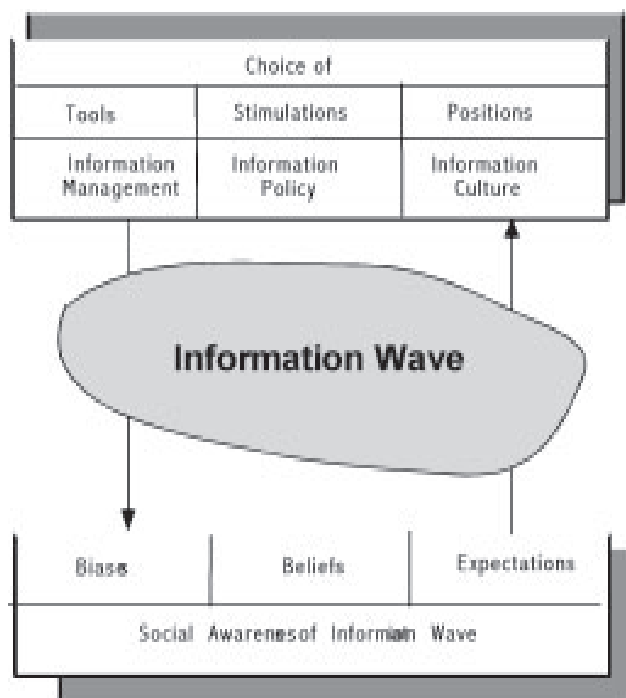 Choice of
Tools Stimulations Positions
Information Information Information
Management Policy Culture
Information Wave
Biases Beliefs Expectations
Social Awarenesof Informain Wave